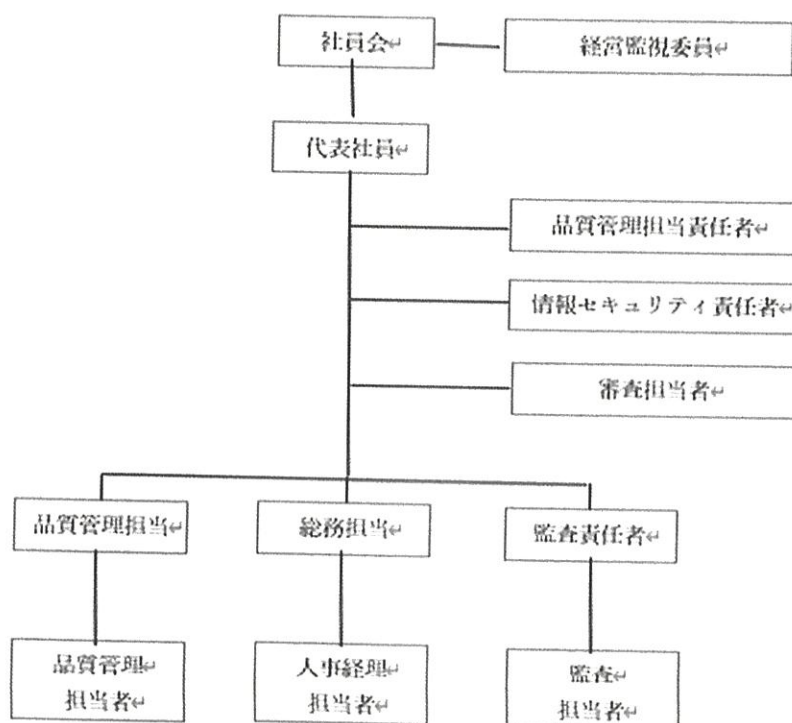 社員会
経営監視委員
代表社員
品質管理担当責任者
情報セキュリティ責任者
審査担当者
品質管理担当
総務担当
監査責任者
品質管理
担当者
人事経理
担当者
監査
担当者